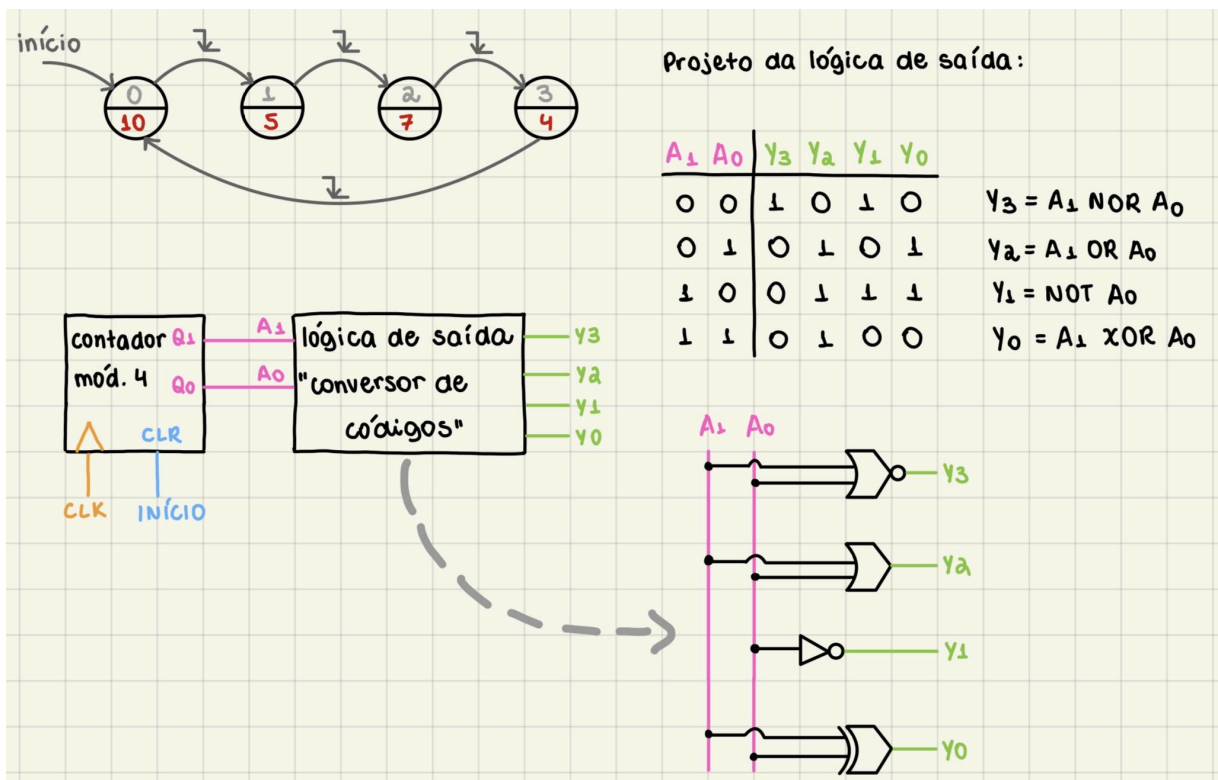 início
0 1 2 3
10 5 7 4
Projeto da lógica de saída:
A1 A0 Y3 Y2 Y1 Y0
0 0 1 0 1 0
0 1 0 1 0 1
1 0 0 1 1 1
1 1 0 1 0 0
Y3 = A1 NOR A0
Y2 = A1 OR A0
Y1 = NOT A0
Y0 = A1 XOR A0
contador Q1
mód. 4 Q0
CLR
CLK
INÍCIO
A1
A0
lógica de saída
"conversor de
códigos"
Y3
Y2
Y1
Y0
A1 A0
Y3
Y2
Y1
Y0